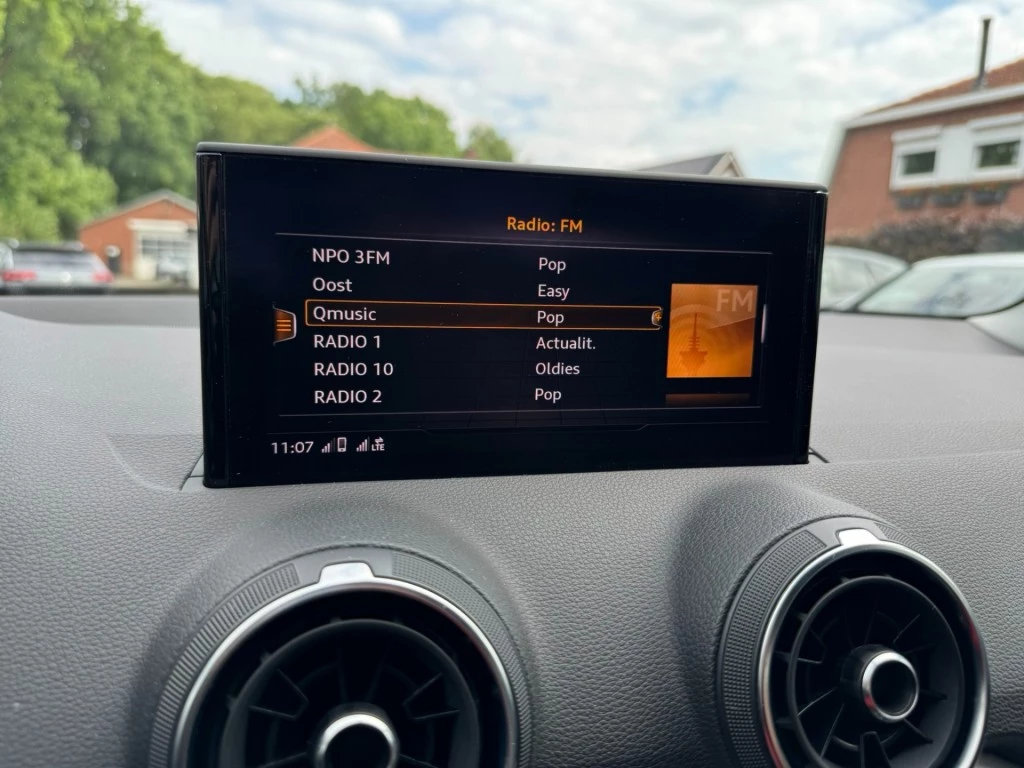 Radio: FM
NPO 3FM Pop
Oost Easy
Qmusic Pop
RADIO 1 Actualit.
RADIO 10 Oldies
RADIO 2 Pop
FM
11:07 LTE